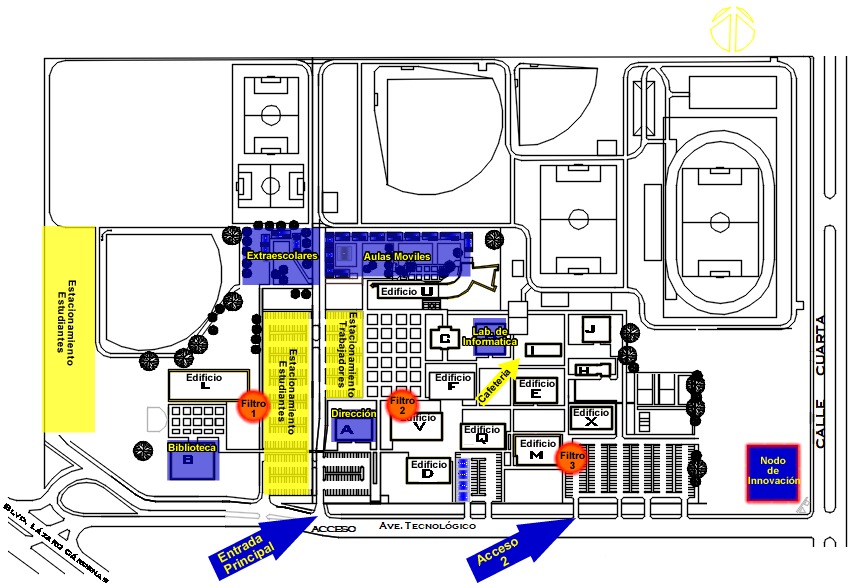 Extraescolares
Aulas Moviles
Edificio U
Estacionamiento
Estudiantes
Estacionamiento
Estudiantes
Estacionamiento
Trabajadores
Lab. de
Informatica
C
I
J
H
Cafeteria
Edificio
L
Edificio
F
Edificio
E
Filtro
1
Filtro
2
Dirección
A
Edificio
V
Edificio
X
Edificio
Q
Edificio
M
Filtro
3
Biblioteca
B
Edificio
D
Nodo
de
Innovación
CALLE CUARTA
BLVD. LAZARO CARDENAS
ACCESO
AVE. TECNOLÓGICO
Entrada
Principal
Acceso
2